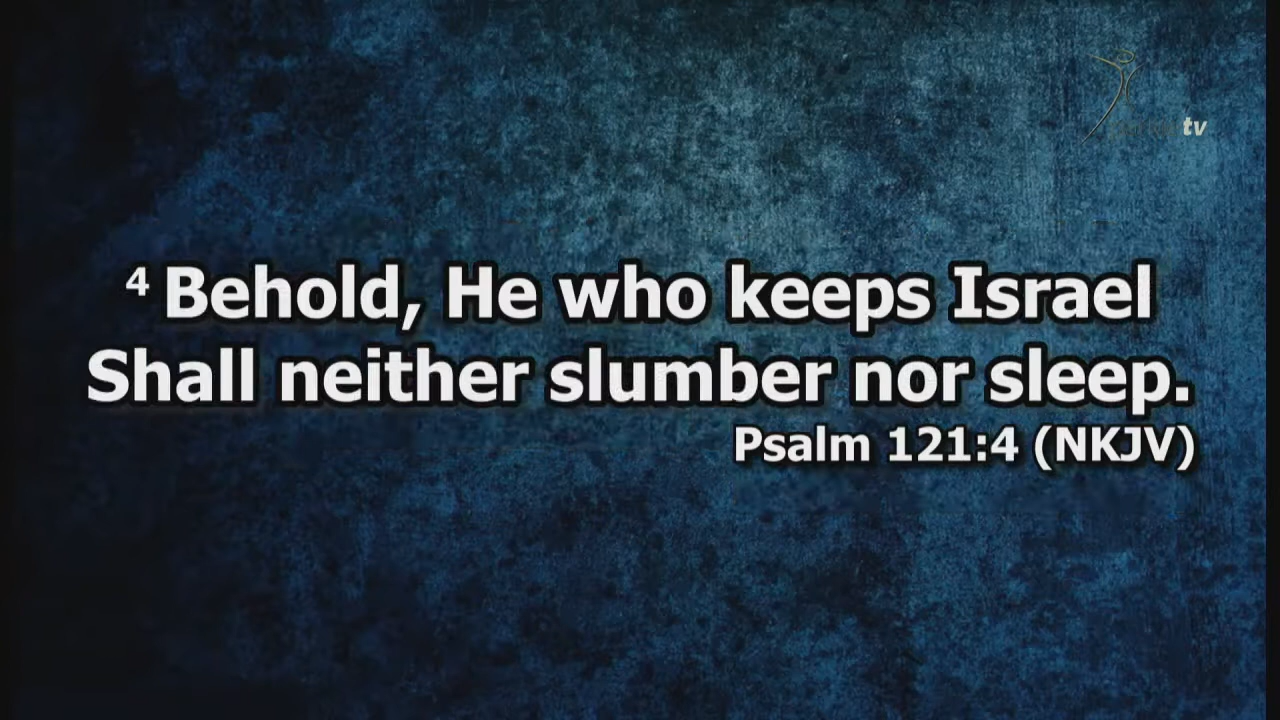 tv
4 Behold, He who keeps Israel
Shall neither slumber nor sleep.
Psalm 121:4 (NKJV)